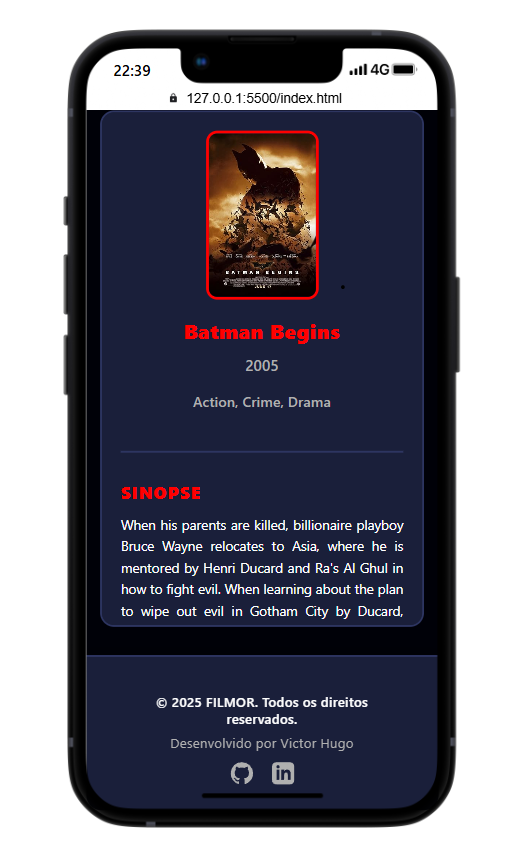 22:39
4G
127.0.0.1:5500/index.html
BATMAN BEGINS
Batman Begins
2005
Action, Crime, Drama
SINOPSE
When his parents are killed, billionaire playboy
Bruce Wayne relocates to Asia, where he is
mentored by Henri Ducard and Ra's Al Ghul in
how to fight evil. When learning about the plan
to wipe out evil in Gotham City by Ducard,
© 2025 FILMOR. Todos os direitos
reservados.
Desenvolvido por Victor Hugo
in